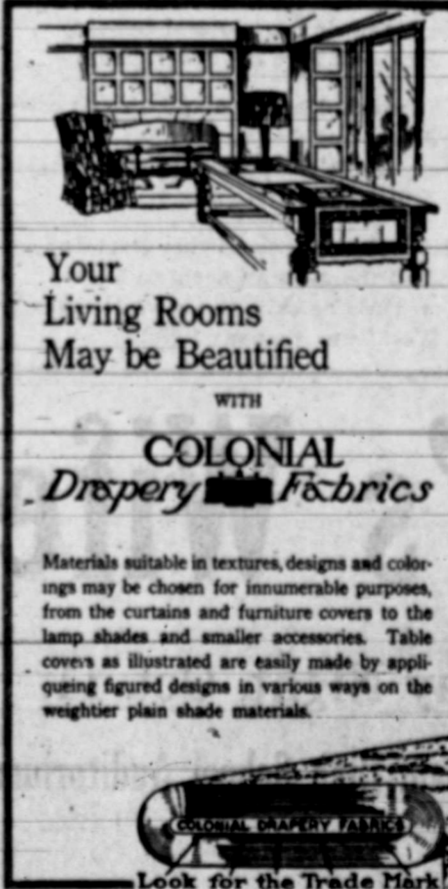 Your
Living Rooms
May be Beautified
WITH
COLONIAL
Drapery Fabrics
Materials suitable in textures, designs and color-
ings may be chosen for innumerable purposes,
from the curtains and furniture covers to the
lamp shades and smaller accessories. Table
covers as illustrated are easily made by appli-
queing figured designs in various ways on the
weightier plain shade materials.
COLONIAL DRAPERY FABRICS
Look for the Trade Mark